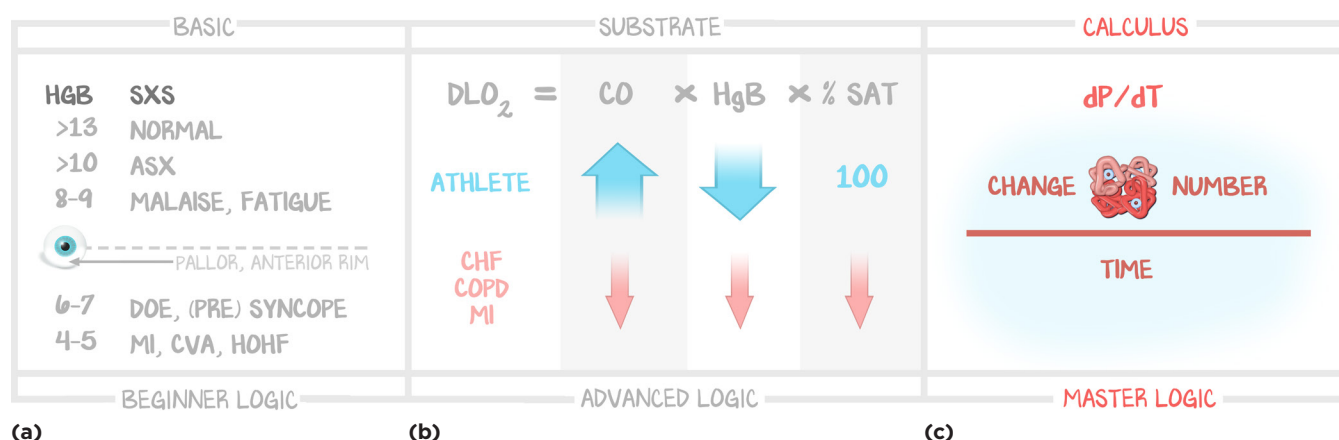 BASIC
HGB SXS
>13 NORMAL
>10 ASX
8-9 MALAISE, FATIGUE
PALLOR, ANTERIOR RIM
6-7 DOE, (PRE) SYNCOPE
4-5 MI, CVA, HOHF
BEGINNER LOGIC
(a)
SUBSTRATE
DLO₂ = CO × HgB × % SAT
ATHLETE 100
CHF
COPD
MI
ADVANCED LOGIC
(b)
CALCULUS
dP/dT
CHANGE NUMBER
TIME
MASTER LOGIC
(c)